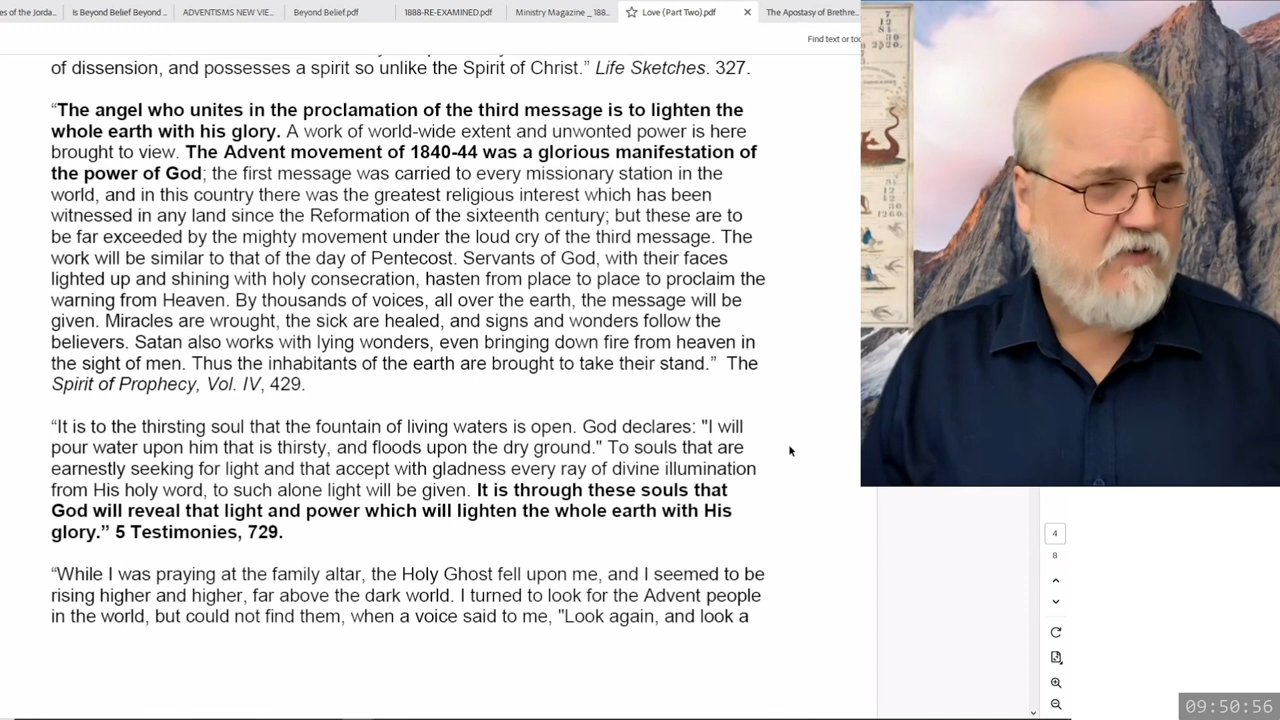 es of the Jorda...
Is Beyond Belief Beyond ...
ADVENTISMS NEW VIE...
Beyond Belief.pdf
1888-RE-EXAMINED.pdf
Ministry Magazine _ 188...
Love (Part Two).pdf
The Apostasy of Brethre...
Find text or too
of dissension, and possesses a spirit so unlike the Spirit of Christ.” Life Sketches. 327.
“The angel who unites in the proclamation of the third message is to lighten the
whole earth with his glory. A work of world-wide extent and unwonted power is here
brought to view. The Advent movement of 1840-44 was a glorious manifestation of
the power of God; the first message was carried to every missionary station in the
world, and in this country there was the greatest religious interest which has been
witnessed in any land since the Reformation of the sixteenth century; but these are to
be far exceeded by the mighty movement under the loud cry of the third message. The
work will be similar to that of the day of Pentecost. Servants of God, with their faces
lighted up and shining with holy consecration, hasten from place to place to proclaim the
warning from Heaven. By thousands of voices, all over the earth, the message will be
given. Miracles are wrought, the sick are healed, and signs and wonders follow the
believers. Satan also works with lying wonders, even bringing down fire from heaven in
the sight of men. Thus the inhabitants of the earth are brought to take their stand.” The
Spirit of Prophecy, Vol. IV, 429.
“It is to the thirsting soul that the fountain of living waters is open. God declares: "I will
pour water upon him that is thirsty, and floods upon the dry ground." To souls that are
earnestly seeking for light and that accept with gladness every ray of divine illumination
from His holy word, to such alone light will be given. It is through these souls that
God will reveal that light and power which will lighten the whole earth with His
glory.” 5 Testimonies, 729.
“While I was praying at the family altar, the Holy Ghost fell upon me, and I seemed to be
rising higher and higher, far above the dark world. I turned to look for the Advent people
in the world, but could not find them, when a voice said to me, "Look again, and look a
4
8
09:50:56